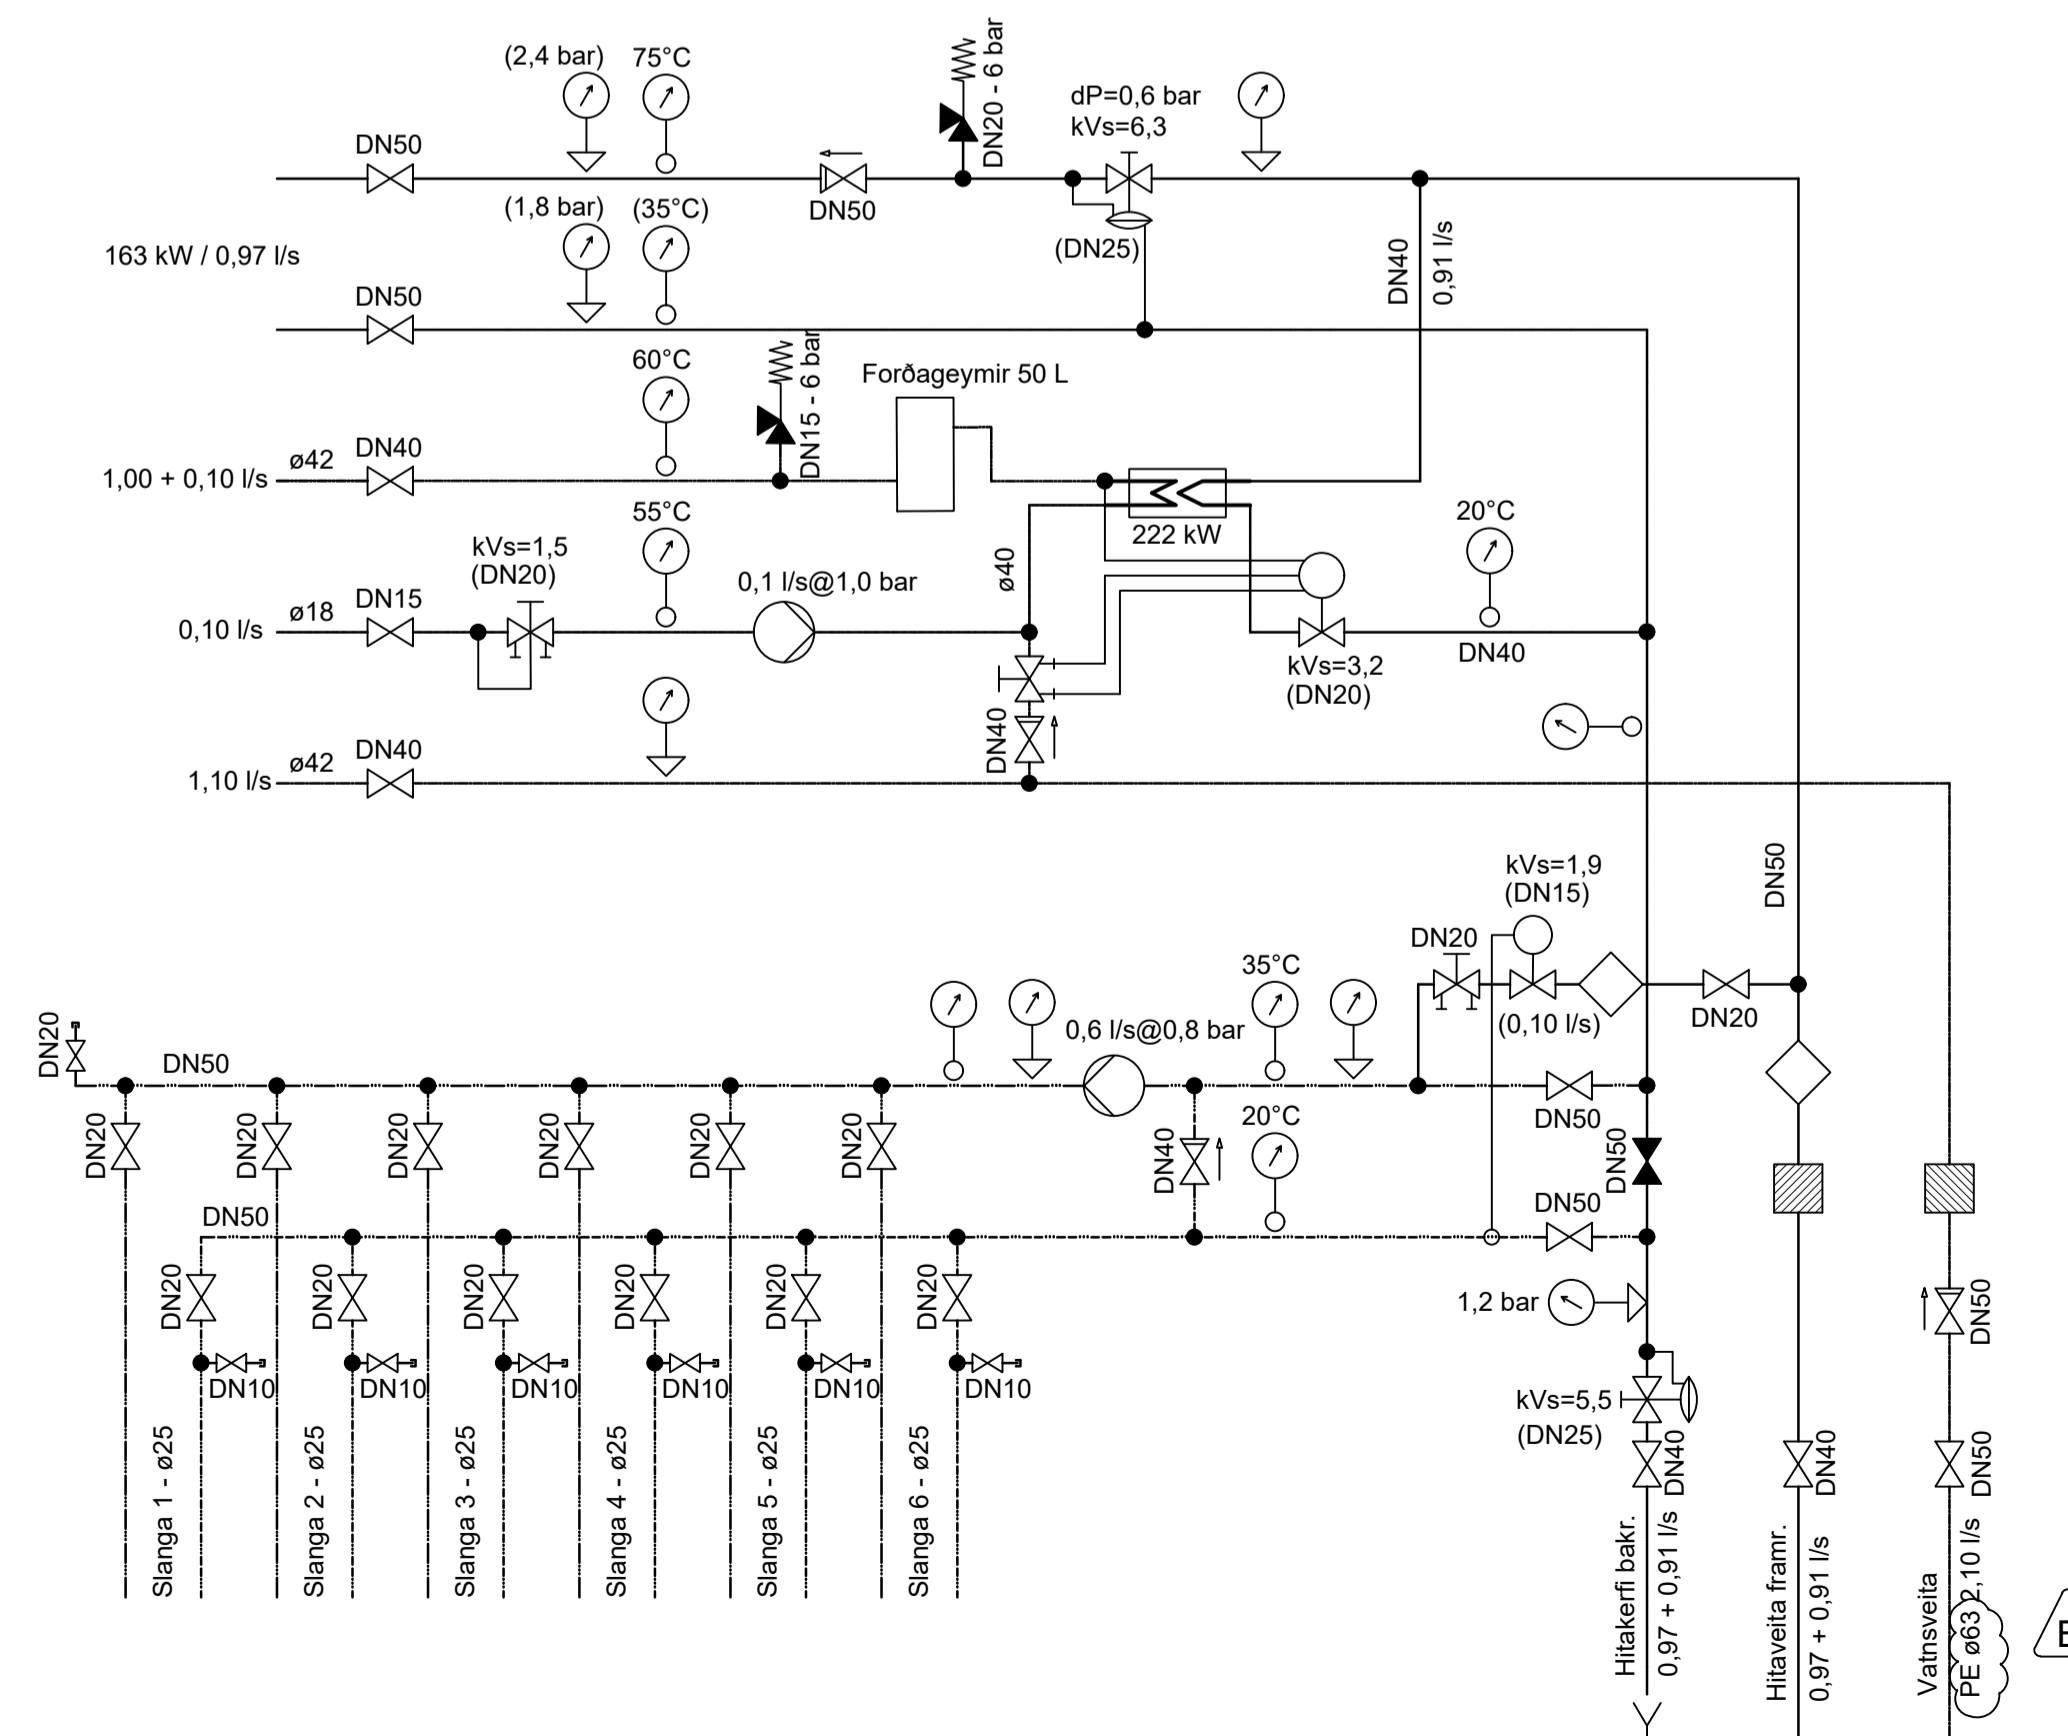 (2,4 bar)
75°C
DN20 - 6 bar
dP=0,6 bar
kVs=6,3
DN50
DN50
(1,8 bar)
(35°C)
(DN25)
DN40
0,91 l/s
163 kW / 0,97 l/s
DN50
60°C
DN15 - 6 bar
Forðageymir 50 L
1,00 + 0,10 l/s
ø42
DN40
55°C
222 kW
20°C
kVs=1,5
(DN20)
0,1 l/s@1,0 bar
ø40
0,10 l/s
ø18
DN15
kVs=3,2
(DN20)
DN40
DN40
1,10 l/s
ø42
DN40
DN50
kVs=1,9
(DN15)
DN20
35°C
(0,10 l/s)
DN20
0,6 l/s@0,8 bar
DN20
DN50
DN20
DN20
DN20
DN20
DN20
DN20
DN40
20°C
DN50
DN50
DN50
DN50
DN20
DN20
DN20
DN20
DN20
DN20
1,2 bar
DN50
DN10
DN10
DN10
DN10
DN10
DN10
kVs=5,5
(DN25)
DN40
DN40
DN50
Slanga 1 - ø25
Slanga 2 - ø25
Slanga 3 - ø25
Slanga 4 - ø25
Slanga 5 - ø25
Slanga 6 - ø25
Hitakerfi bakr.
0,97 + 0,91 l/s
Hitaveita framr.
0,97 + 0,91 l/s
Vatnsveita
PE ø63 2,10 l/s